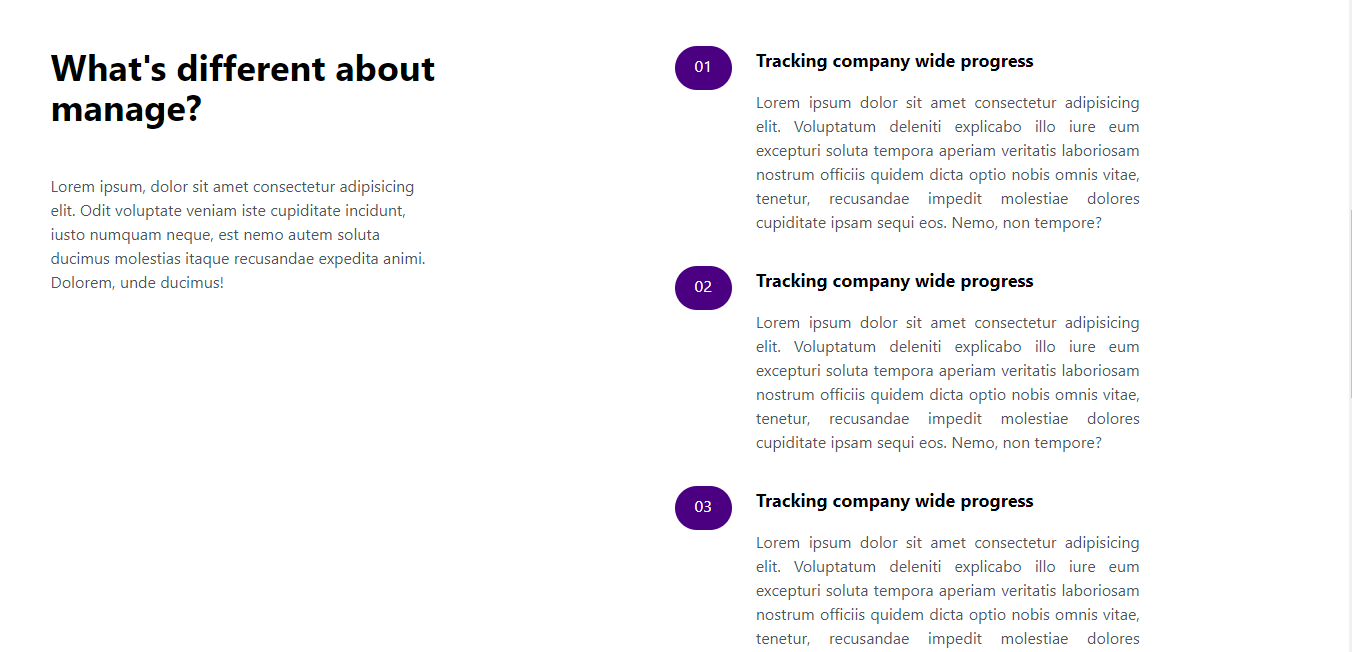 What's different about
manage?
Lorem ipsum, dolor sit amet consectetur adipisicing
elit. Odit voluptate veniam iste cupiditate incidunt,
iusto numquam neque, est nemo autem soluta
ducimus molestias itaque recusandae expedita animi.
Dolorem, unde ducimus!
01
Tracking company wide progress
Lorem ipsum dolor sit amet consectetur adipisicing
elit. Voluptatum deleniti explicabo illo iure eum
excepturi soluta tempora aperiam veritatis laboriosam
nostrum officiis quidem dicta optio nobis omnis vitae,
tenetur, recusandae impedit molestiae dolores
cupiditate ipsam sequi eos. Nemo, non tempore?
02
Tracking company wide progress
Lorem ipsum dolor sit amet consectetur adipisicing
elit. Voluptatum deleniti explicabo illo iure eum
excepturi soluta tempora aperiam veritatis laboriosam
nostrum officiis quidem dicta optio nobis omnis vitae,
tenetur, recusandae impedit molestiae dolores
cupiditate ipsam sequi eos. Nemo, non tempore?
03
Tracking company wide progress
Lorem ipsum dolor sit amet consectetur adipisicing
elit. Voluptatum deleniti explicabo illo iure eum
excepturi soluta tempora aperiam veritatis laboriosam
nostrum officiis quidem dicta optio nobis omnis vitae,
tenetur, recusandae impedit molestiae dolores